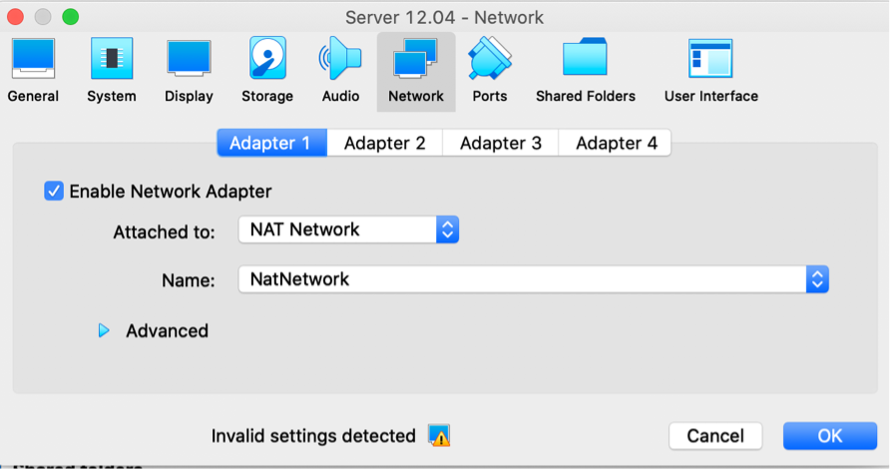 Server 12.04 - Network
General System Display Storage Audio Network Ports Shared Folders User Interface
Adapter 1 Adapter 2 Adapter 3 Adapter 4
Enable Network Adapter
Attached to: NAT Network
Name: NatNetwork
Advanced
Invalid settings detected Cancel OK
Shared folders